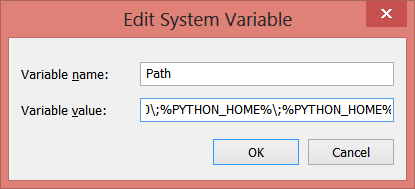 Edit System Variable
Variable name: Path
Variable value: \;%PYTHON_HOME%\;%PYTHON_HOME%
OK Cancel